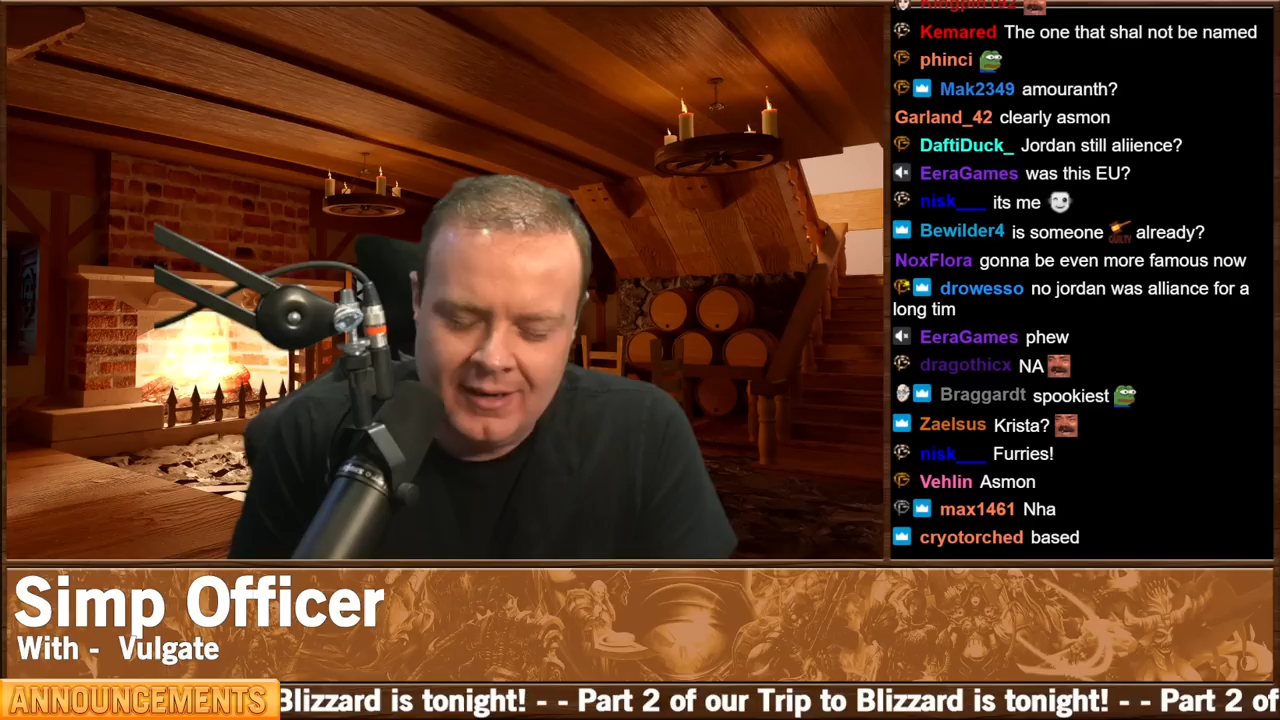 Kemared The one that shal not be named
phinci
Mak2349 amouranth?
Garland_42 clearly asmon
DaftiDuck_ Jordan still aliience?
EeraGames was this EU?
nisk___ its me
Bewilder4 is someone GUILTY already?
NoxFlora gonna be even more famous now
drowesso no jordan was alliance for a
long tim
EeraGames phew
dragothicx NA
Braggardt spookiest
Zaelsus Krista?
nisk___ Furries!
Vehlin Asmon
max1461 Nha
cryotorched based
Simp Officer
With - Vulgate
ANNOUNCEMENTS
Blizzard is tonight! - - Part 2 of our Trip to Blizzard is tonight! - - Part 2 of